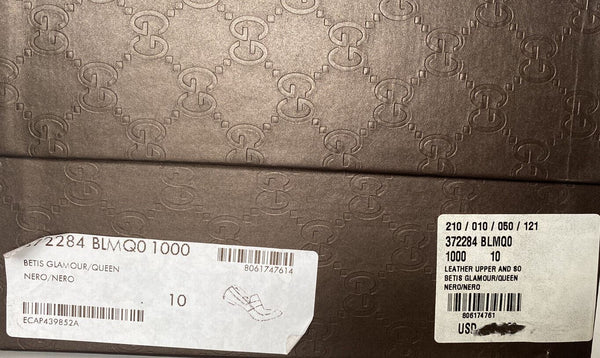 372284 BLMQ0 1000
8061747614
BETIS GLAMOUR/QUEEN
NERO/NERO
10
ECAP439852A
210 / 010 / 050 / 121
372284 BLMQ0
1000 10
LEATHER UPPER AND SO
BETIS GLAMOUR/QUEEN
NERO/NERO
806174761
USD